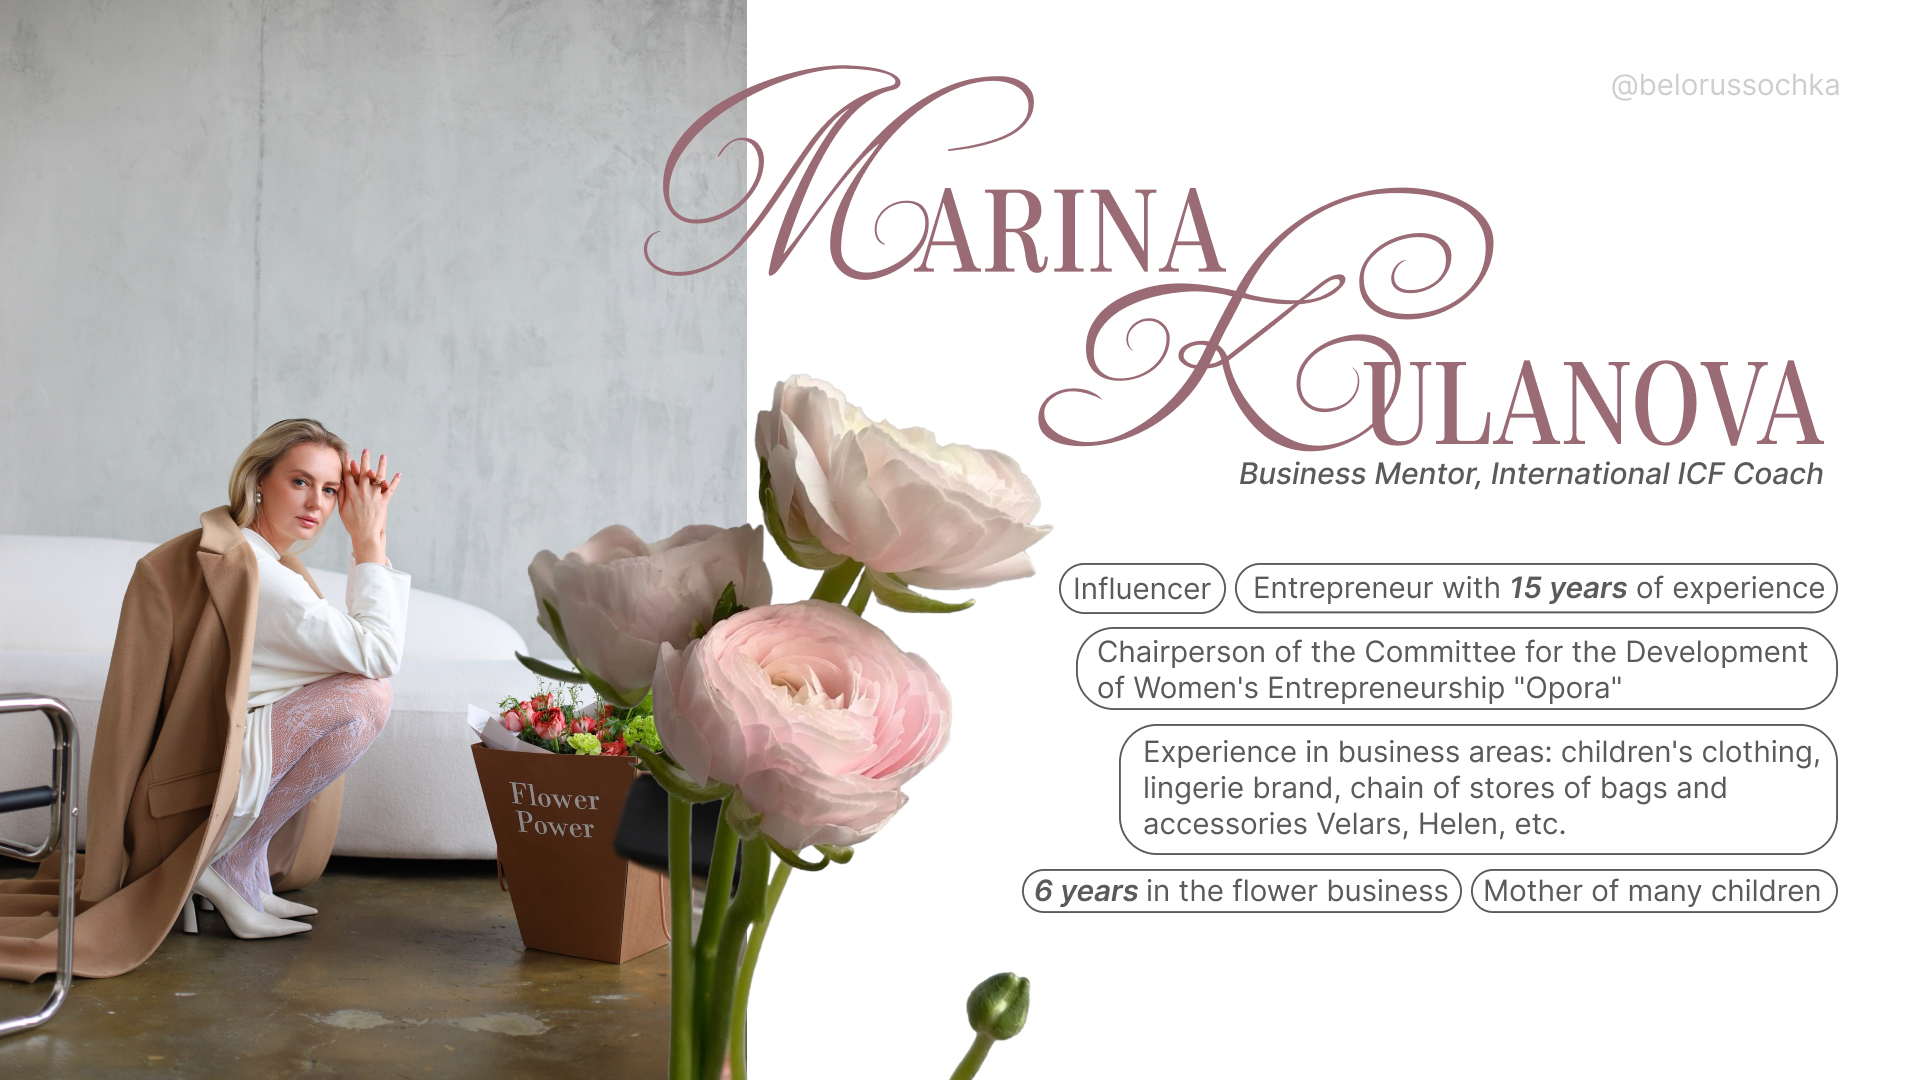 @belorussochka
MARINA
KULANOVA
Business Mentor, International ICF Coach
Influencer
Entrepreneur with 15 years of experience
Chairperson of the Committee for the Development
of Women's Entrepreneurship "Opora"
Experience in business areas: children's clothing,
lingerie brand, chain of stores of bags and
accessories Velars, Helen, etc.
6 years in the flower business
Mother of many children
Flower
Power